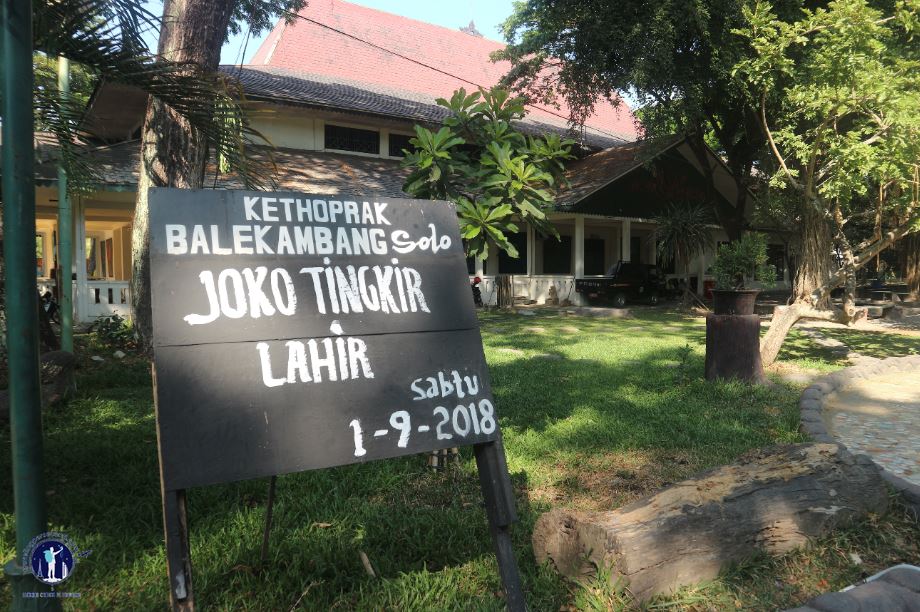 KETHOPRAK
BALEKAMBANG Solo
JOKO TINGKIR
LAHIR
Sabtu
1-9-2018